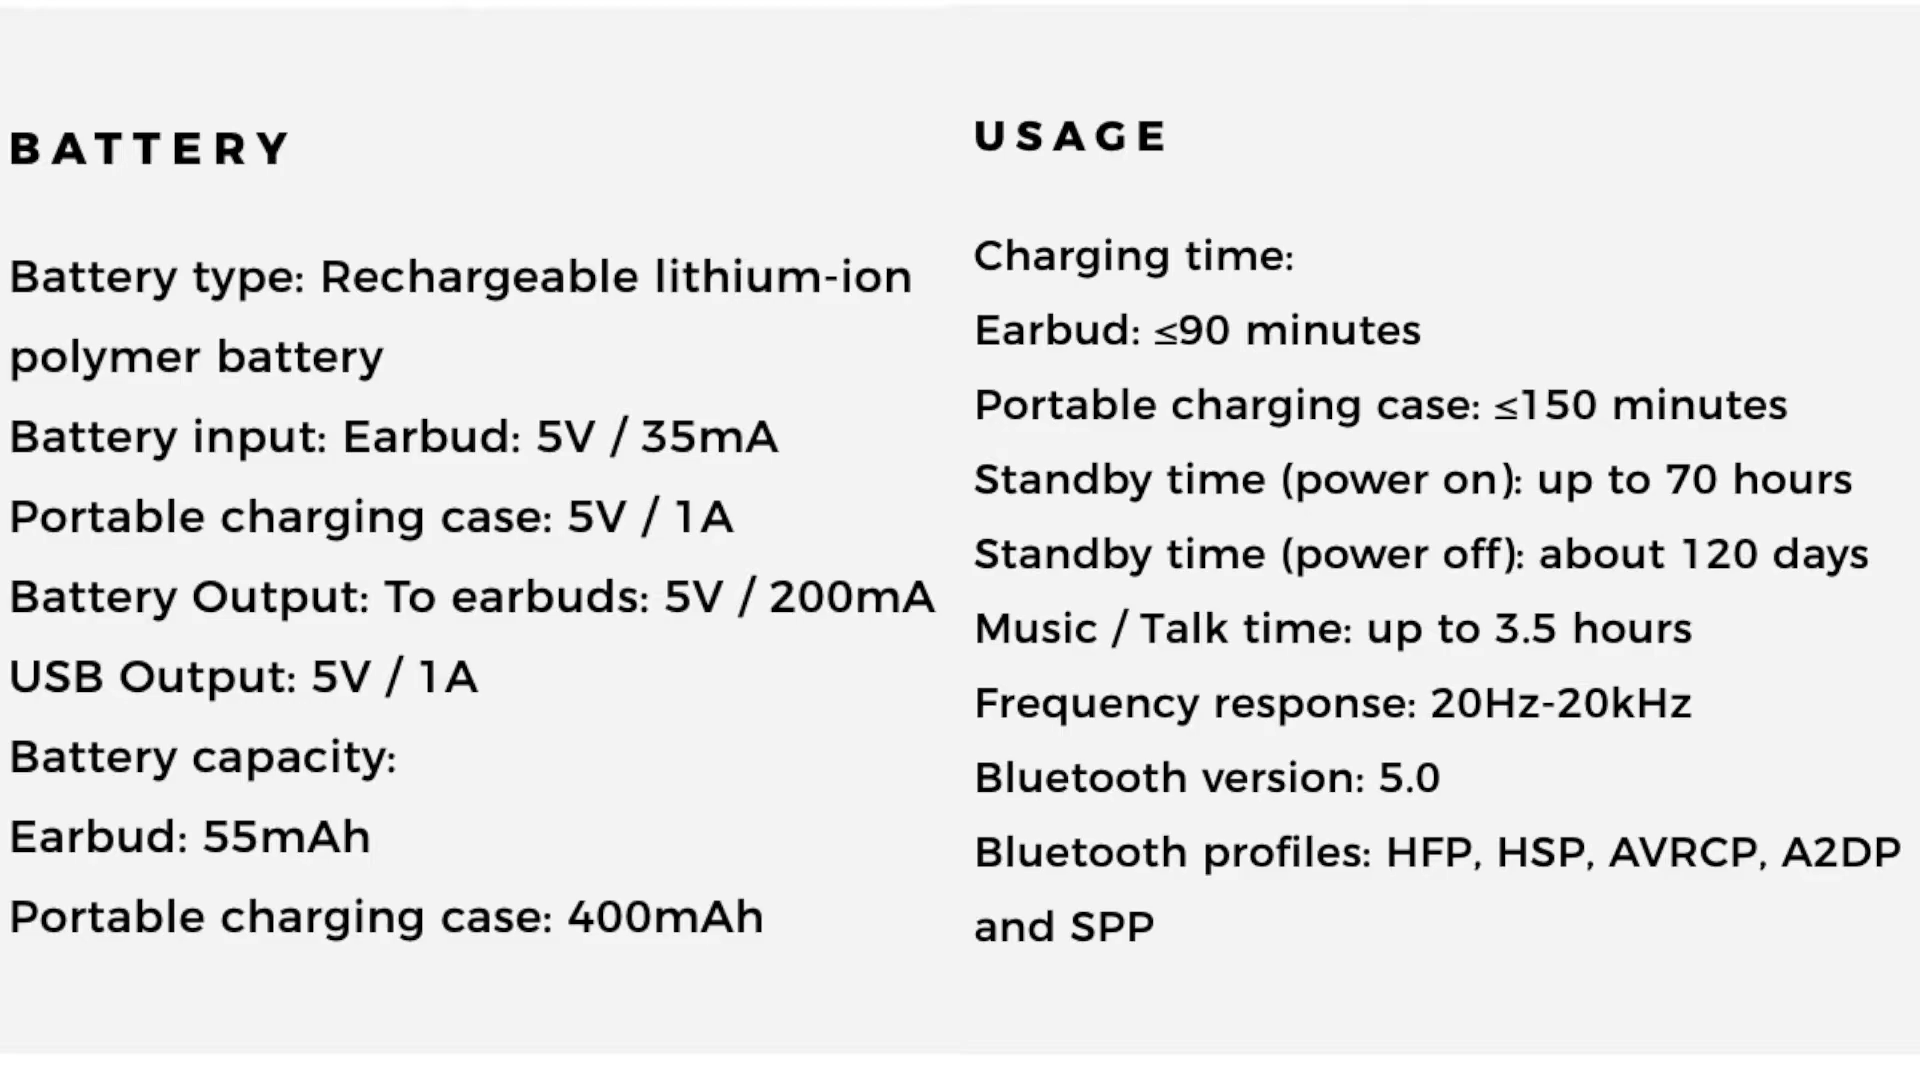 BATTERY
Battery type: Rechargeable lithium-ion
polymer battery
Battery input: Earbud: 5V / 35mA
Portable charging case: 5V / 1A
Battery Output: To earbuds: 5V / 200mA
USB Output: 5V / 1A
Battery capacity:
Earbud: 55mAh
Portable charging case: 400mAh
USAGE
Charging time:
Earbud: ≤90 minutes
Portable charging case: ≤150 minutes
Standby time (power on): up to 70 hours
Standby time (power off): about 120 days
Music / Talk time: up to 3.5 hours
Frequency response: 20Hz-20kHz
Bluetooth version: 5.0
Bluetooth profiles: HFP, HSP, AVRCP, A2DP
and SPP